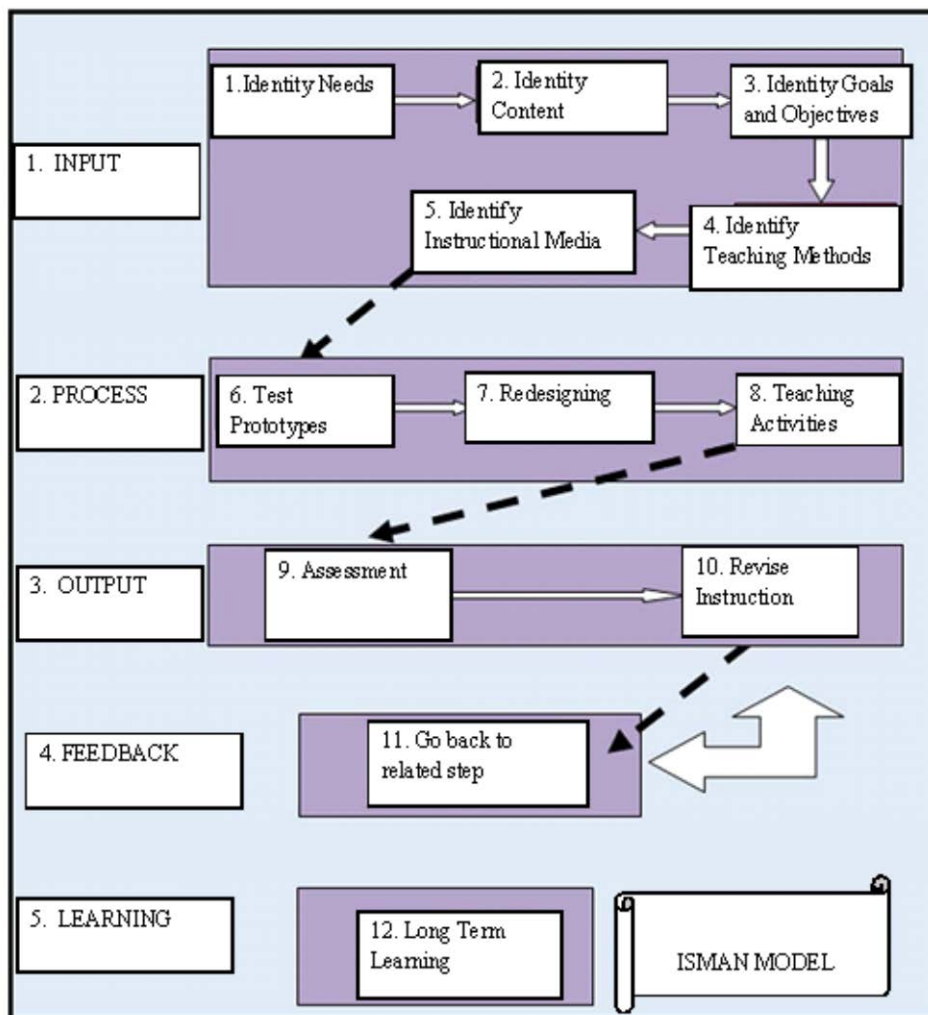 1. INPUT
1.Identity Needs
2. Identity
Content
3. Identity Goals
and Objectives
4. Identify
Teaching Methods
5. Identify
Instructional Media
2. PROCESS
6. Test
Prototypes
7. Redesigning
8. Teaching
Activities
3. OUTPUT
9. Assessment
10. Revise
Instruction
4. FEEDBACK
11. Go back to
related step
5. LEARNING
12. Long Term
Learning
ISMAN MODEL